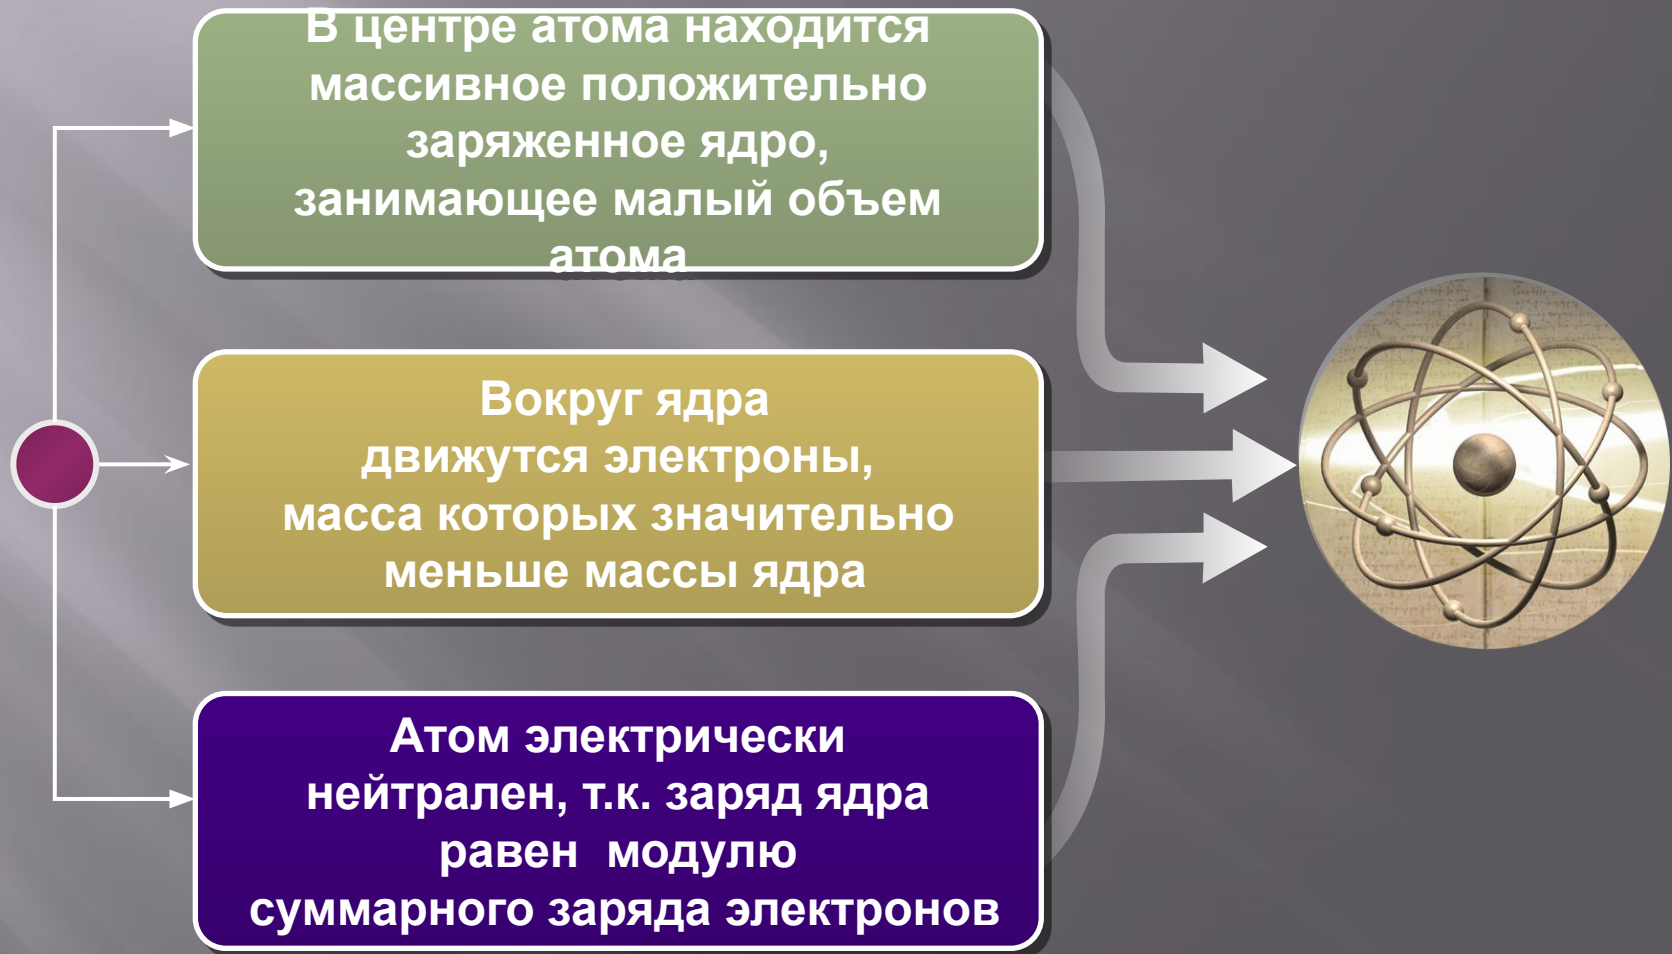 В центре атома находится
массивное положительно
заряженное ядро,
занимающее малый объем
атома
Вокруг ядра
движутся электроны,
масса которых значительно
меньше массы ядра
Атом электрически
нейтрален, т.к. заряд ядра
равен  модулю
суммарного заряда электронов